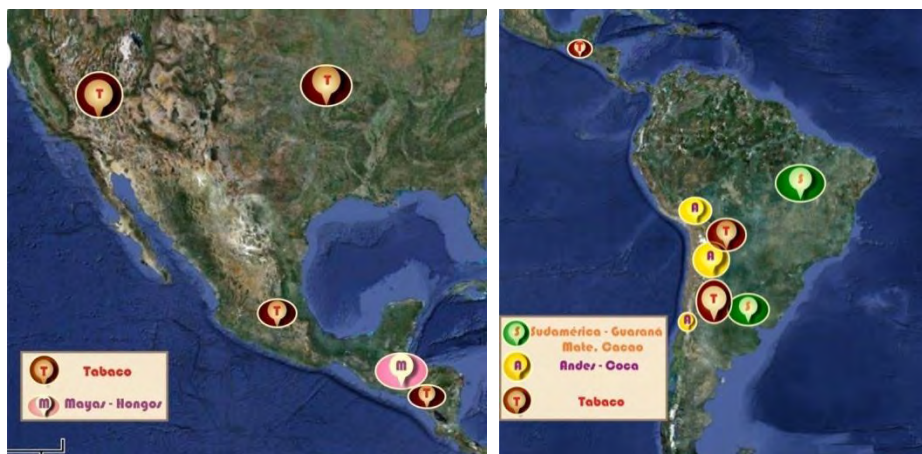 T
T
T
M
T
T Tabaco
M Mayas - Hongos
T
S
A
T
A
T
S
A
S Sudamérica - Guaraná
Mate, Cacao
A Andes - Coca
T Tabaco